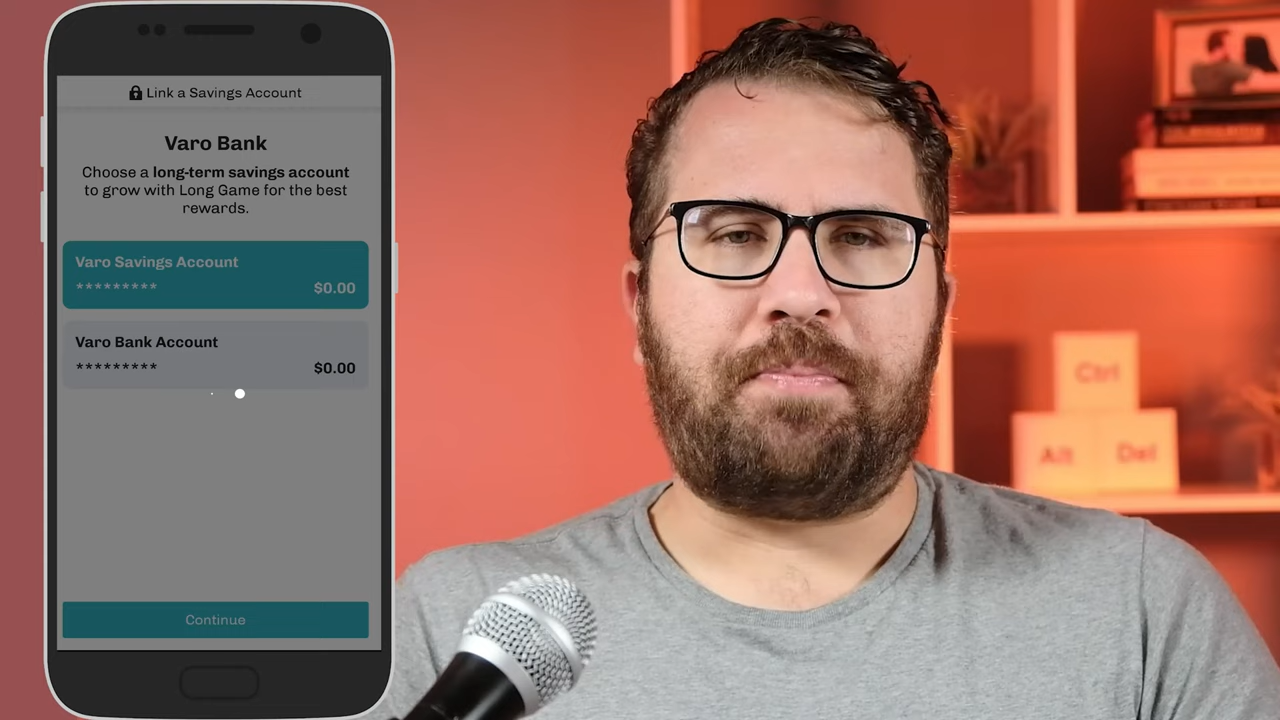 Link a Savings Account
Varo Bank
Choose a long-term savings account
to grow with Long Game for the best
rewards.
Varo Savings Account
*********
$0.00
Varo Bank Account
*********
$0.00
Continue
Ctrl
Alt
Del